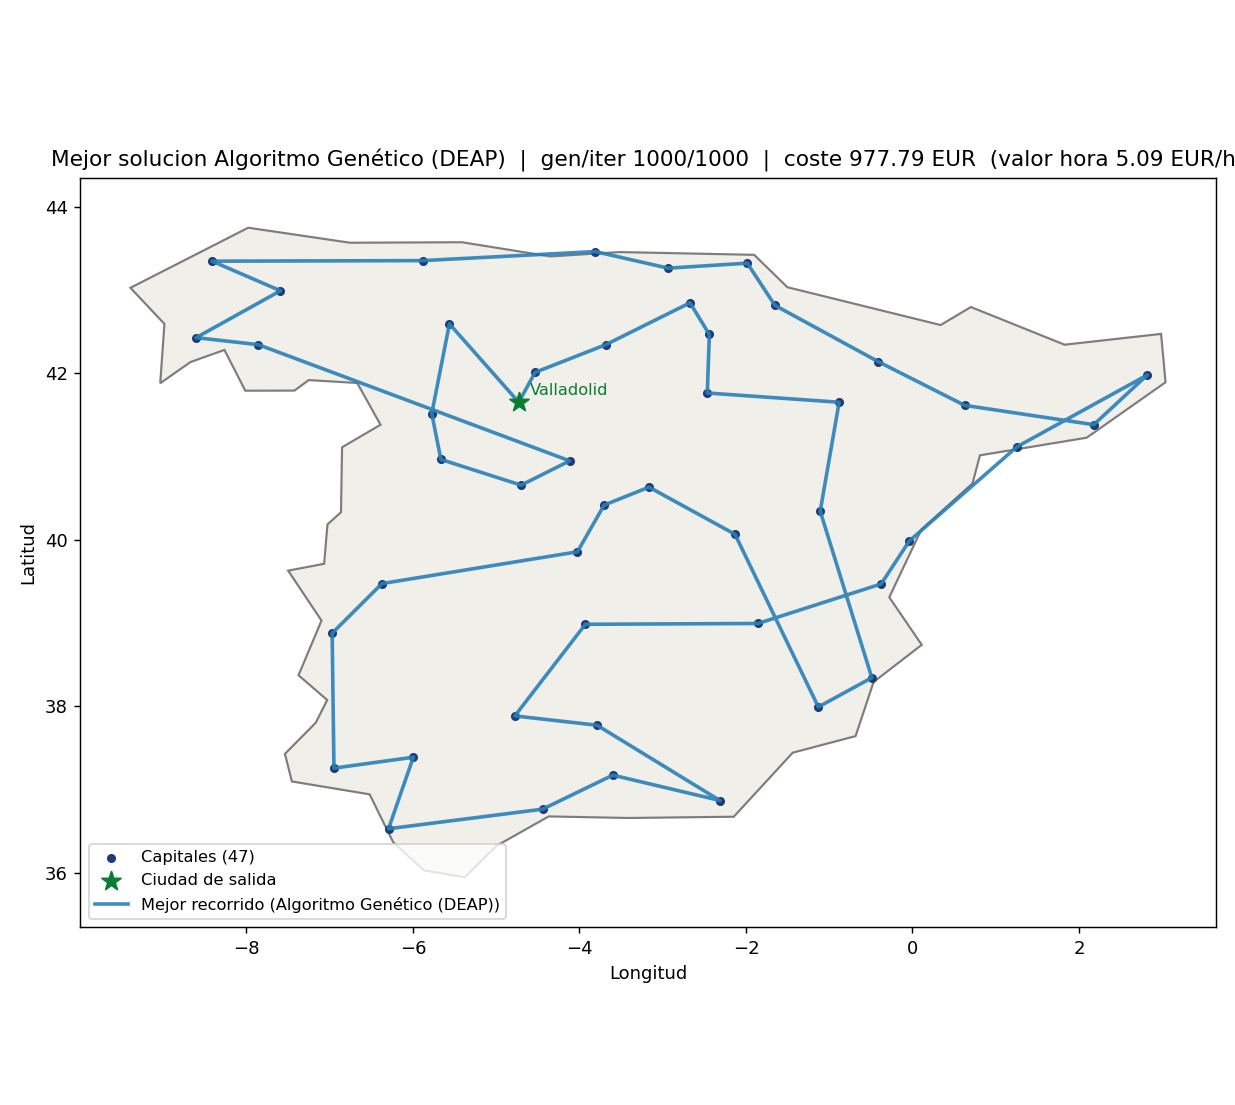 Mejor solucion Algoritmo Genético (DEAP) | gen/iter 1000/1000 | coste 977.79 EUR (valor hora 5.09 EUR/h
44
42
40
38
36
Latitud
Valladolid
Capitales (47)
Ciudad de salida
Mejor recorrido (Algoritmo Genético (DEAP))
−8
−6
−4
−2
0
2
Longitud